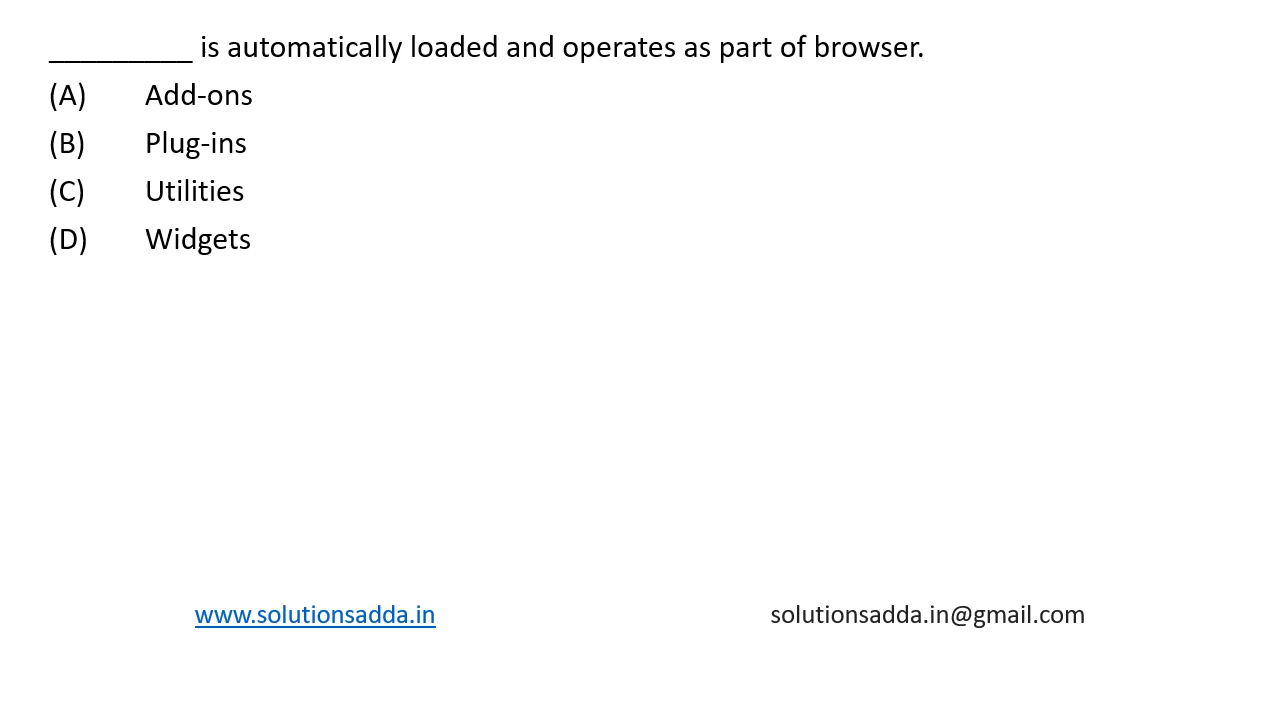 _________ is automatically loaded and operates as part of browser.
(A) Add-ons
(B) Plug-ins
(C) Utilities
(D) Widgets
www.solutionsadda.in solutionsadda.in@gmail.com